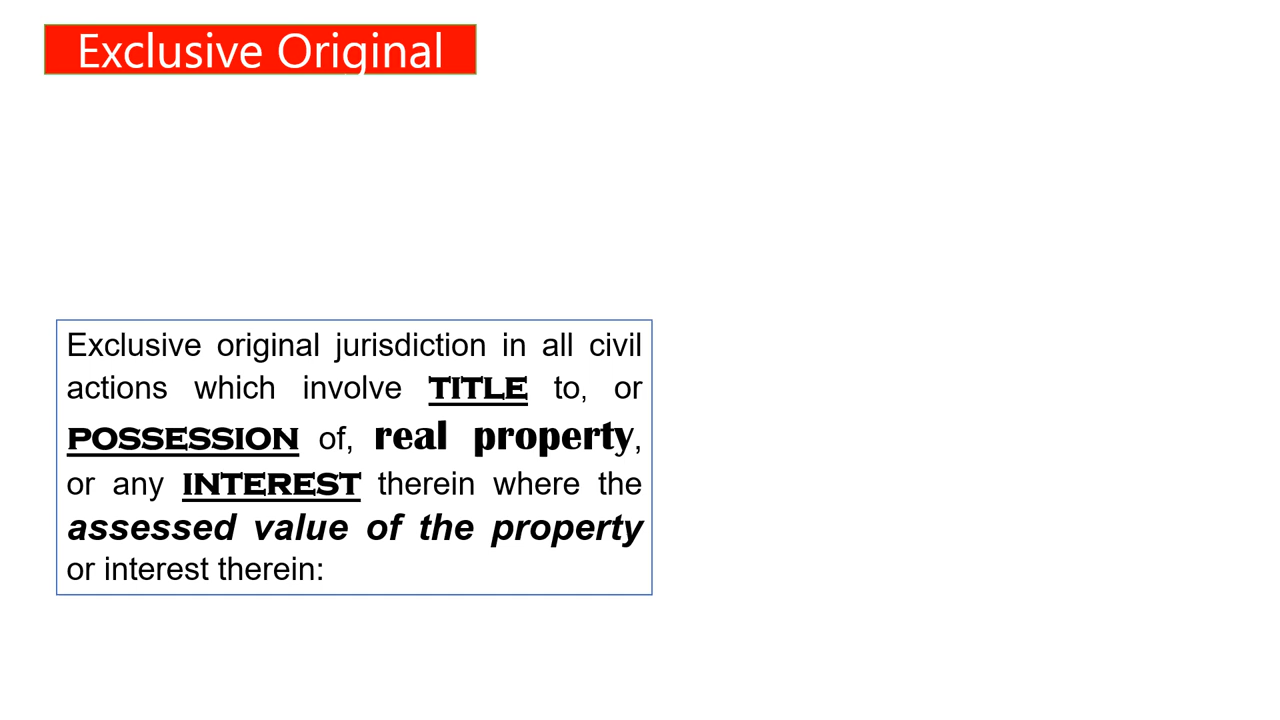 Exclusive Original
Exclusive original jurisdiction in all civil
actions which involve TITLE to, or
POSSESSION of, real property,
or any INTEREST therein where the
assessed value of the property
or interest therein: